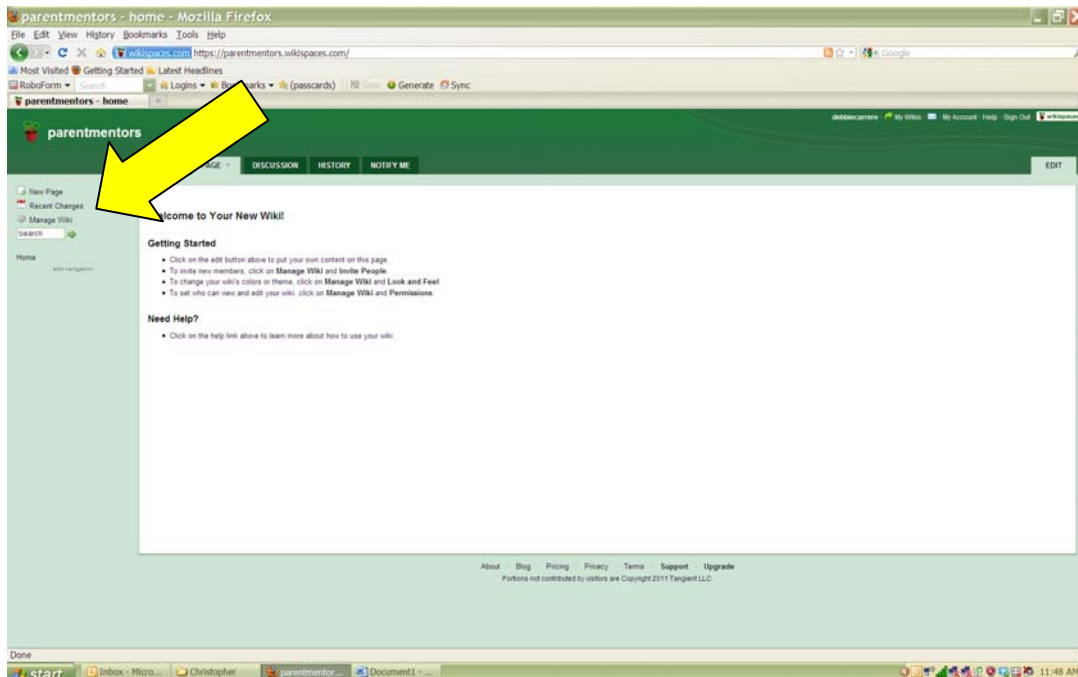 parentmentors - home - Mozilla Firefox
File Edit View History Bookmarks Tools Help
wikispaces.com https://parentmentors.wikispaces.com/
Google
Most Visited Getting Started Latest Headlines
RoboForm Search Logins (passcards) Generate Sync
parentmentors - home
debbiecurrere My Wikis My Account Help Sign Out wikispaces
parentmentors
DISCUSSION HISTORY NOTIFY ME EDIT
New Page
Recent Changes
Manage Wiki
Search
Home
edit navigation
to Your New Wiki!
Getting Started
Click on the edit button above to put your own content on this page.
To invite new members, click on Manage Wiki and Invite People.
To change your wiki's colors or theme, click on Manage Wiki and Look and Feel.
To set who can view and edit your wiki, click on Manage Wiki and Permissions.
Need Help?
Click on the help link above to learn more about how to use your wiki.
About Blog Pricing Privacy Terms Support Upgrade
Portions not contributed by visitors are Copyright 2011 Tangient LLC.
Done
start Inbox - Micro... Christopher parentmentor... Document1 - ... 11:48 AM